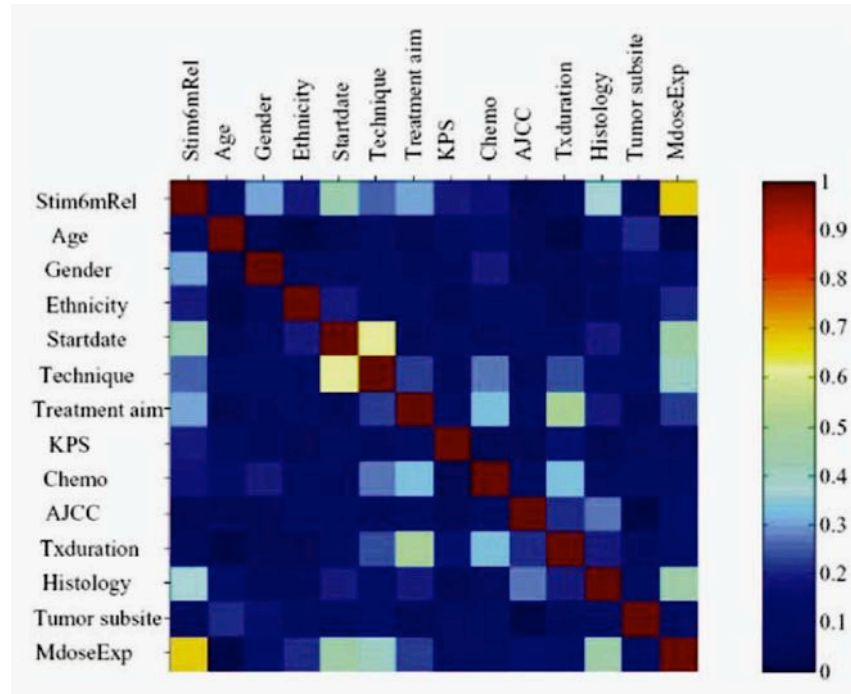 Stim6mRel
Age
Gender
Ethnicity
Startdate
Technique
Treatment aim
KPS
Chemo
AJCC
Txduration
Histology
Tumor subsite
MdoseExp
Stim6mRel
Age
Gender
Ethnicity
Startdate
Technique
Treatment aim
KPS
Chemo
AJCC
Txduration
Histology
Tumor subsite
MdoseExp
1
0.9
0.8
0.7
0.6
0.5
0.4
0.3
0.2
0.1
0